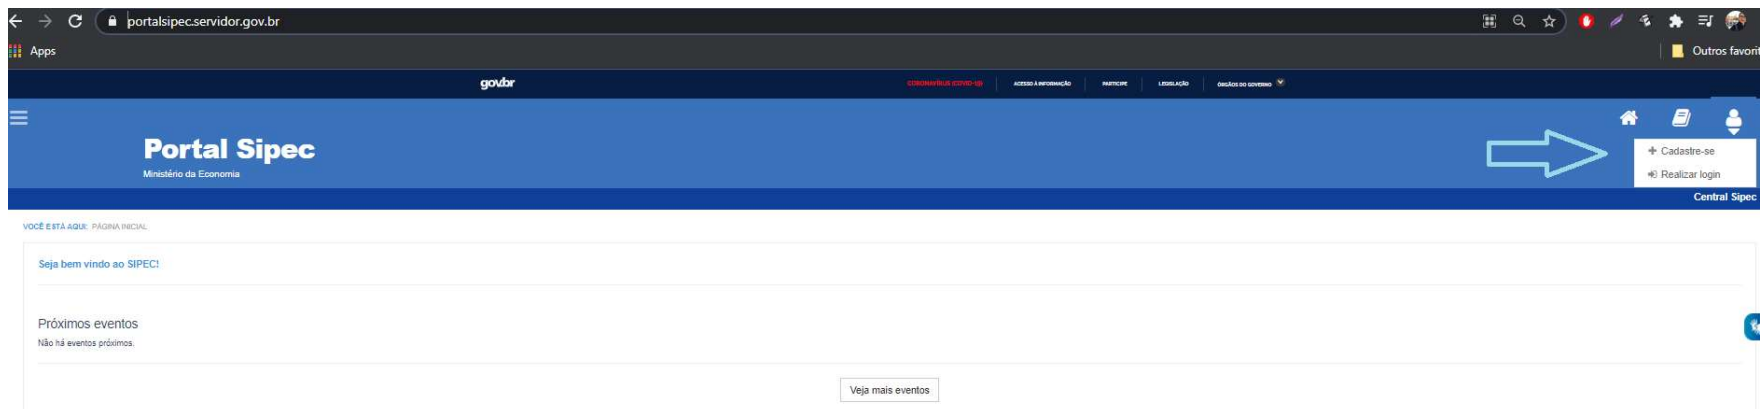 portalsipec.servidor.gov.br
Apps
Outros favorit
gov.br
CORONAVÍRUS (COVID-19) ACESSO À INFORMAÇÃO PARTICIPE LEGISLAÇÃO ÓRGÃOS DO GOVERNO
Portal Sipec
Ministério da Economia
Cadastre-se
Realizar login
Central Sipec
VOCÊ ESTÁ AQUI: PÁGINA INICIAL
Seja bem vindo ao SIPEC!
Próximos eventos
Não há eventos próximos.
Veja mais eventos